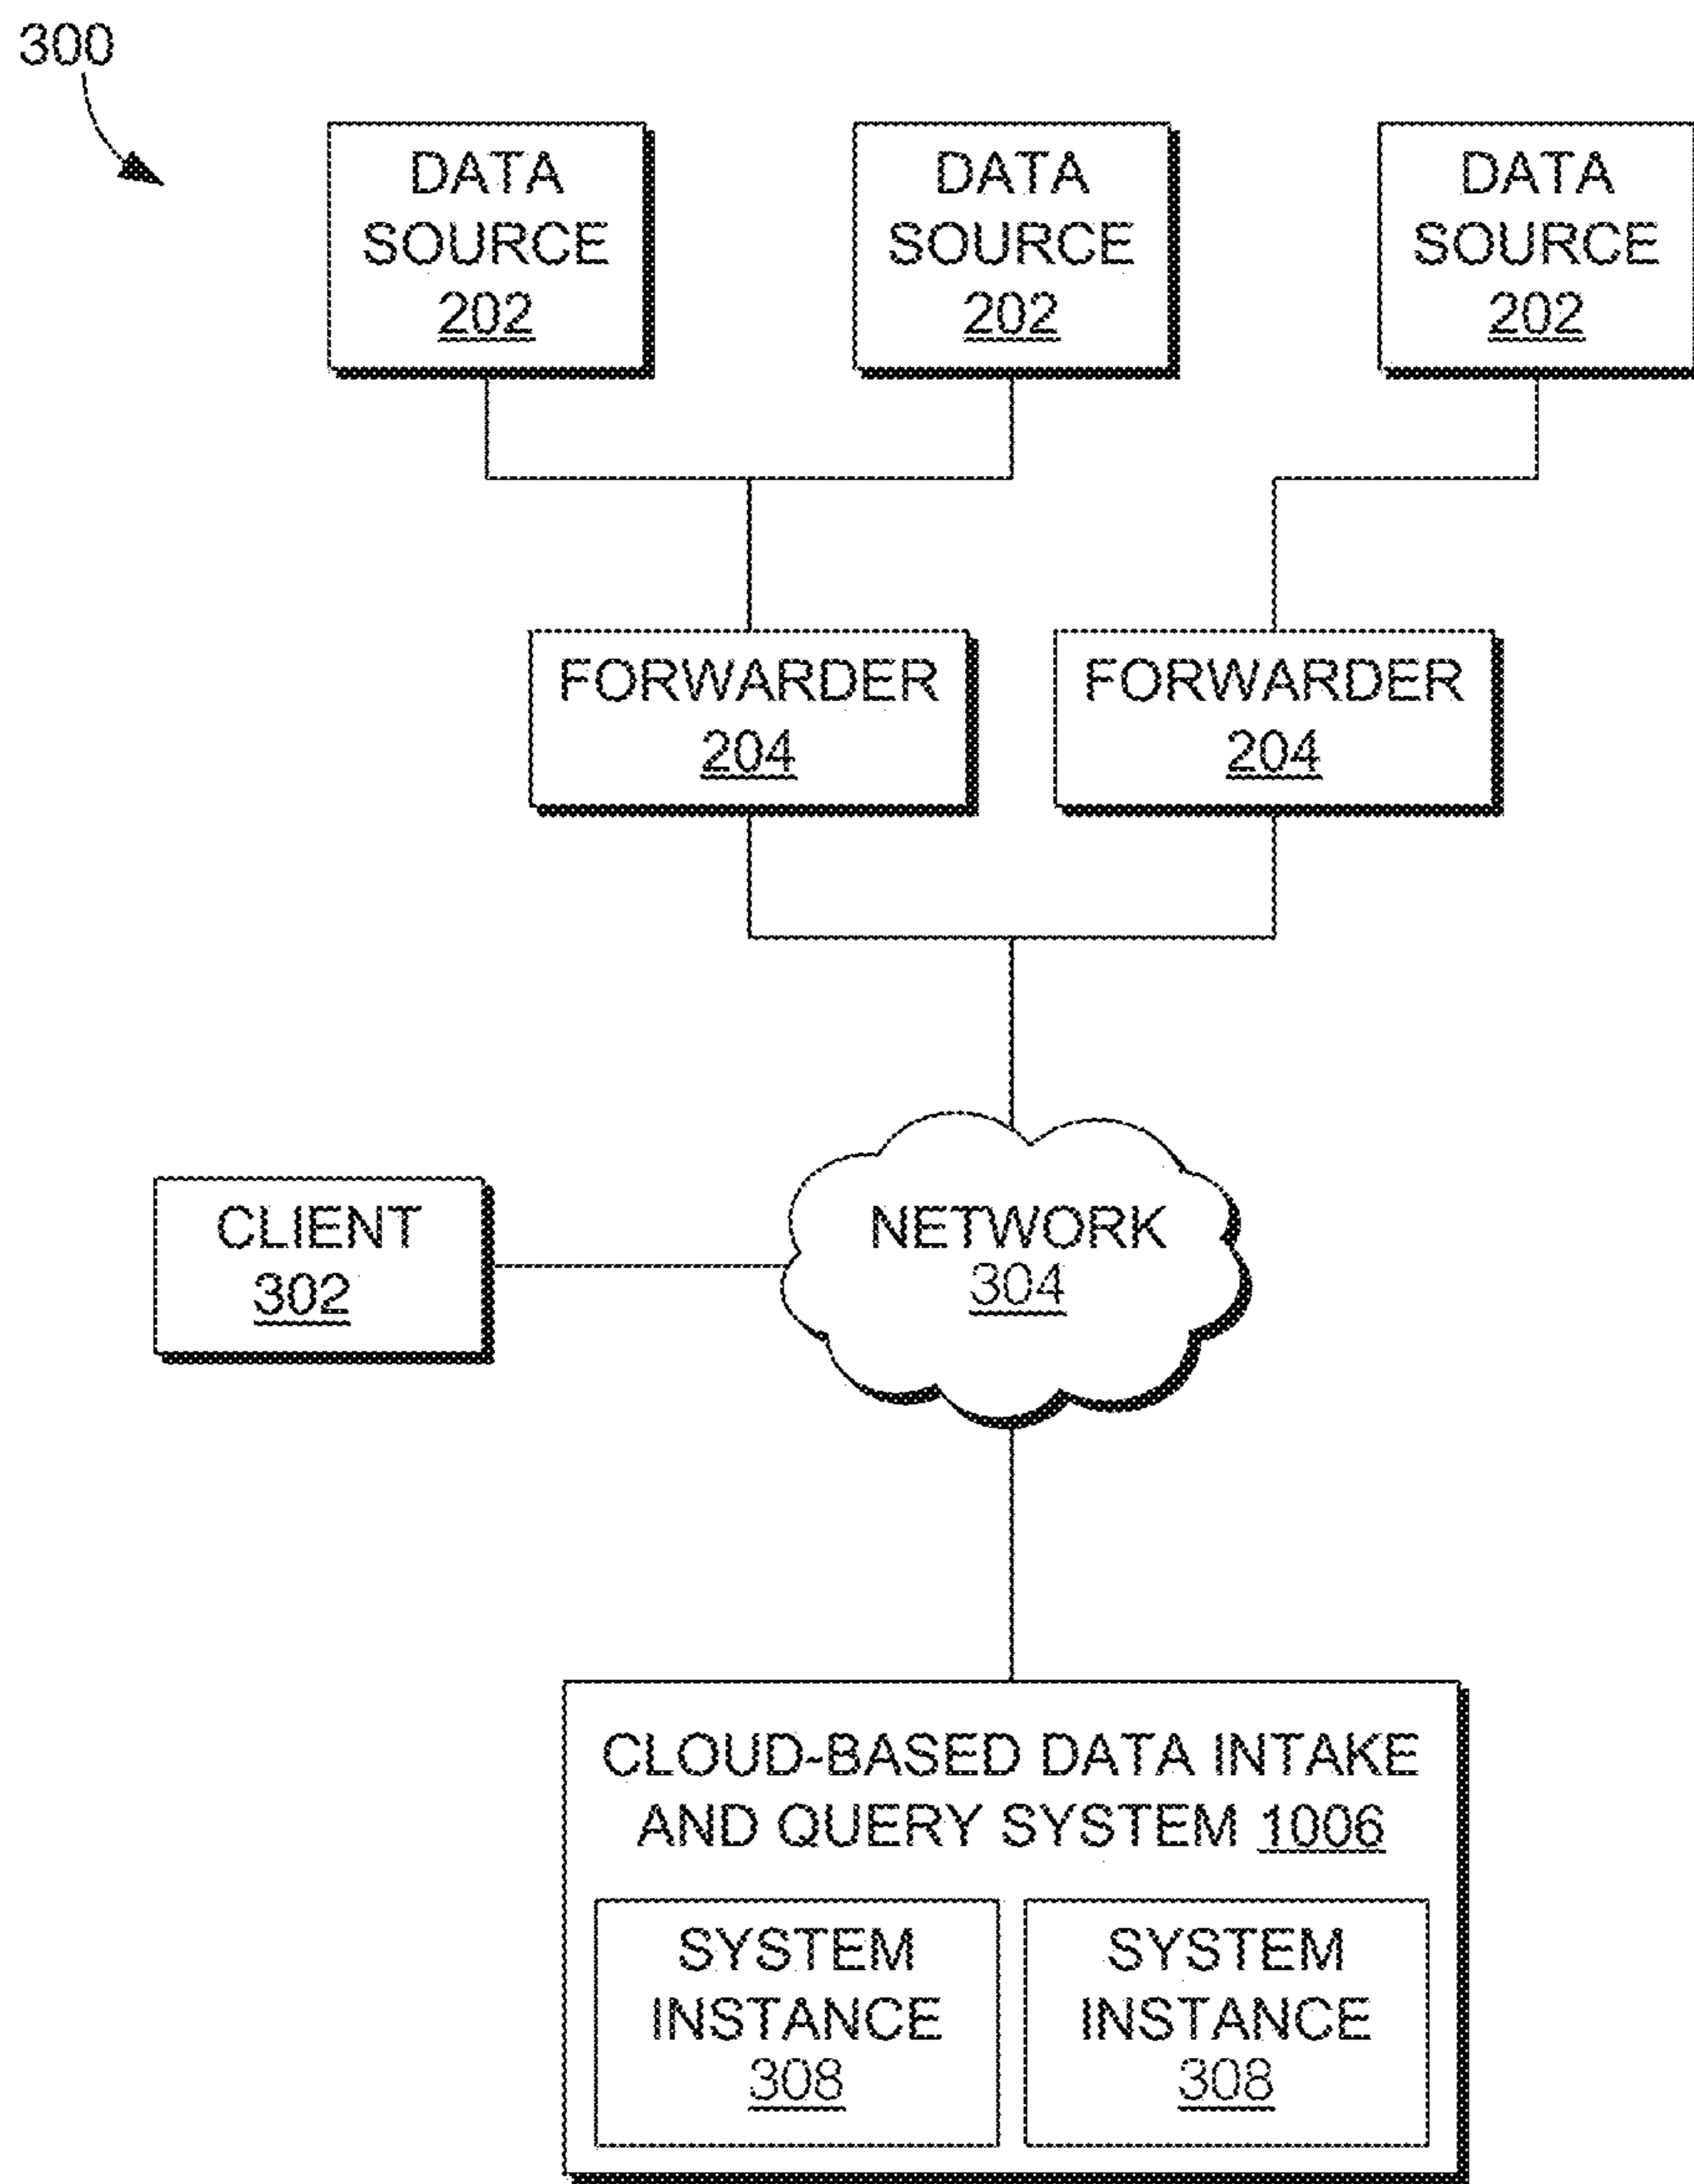 300
DATA
SOURCE
202
DATA
SOURCE
202
DATA
SOURCE
202
FORWARDER
204
FORWARDER
204
CLIENT
302
NETWORK
304
CLOUD-BASED DATA INTAKE
AND QUERY SYSTEM 1006
SYSTEM
INSTANCE
308
SYSTEM
INSTANCE
308